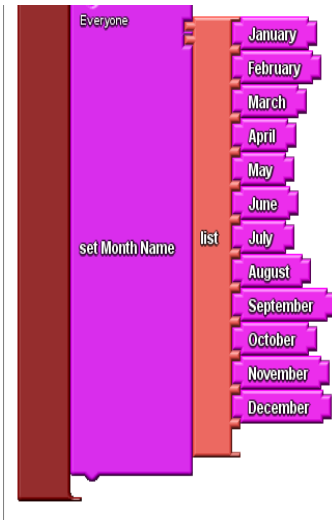 Everyone
January
February
March
April
May
June
set Month Name
list
July
August
September
October
November
December